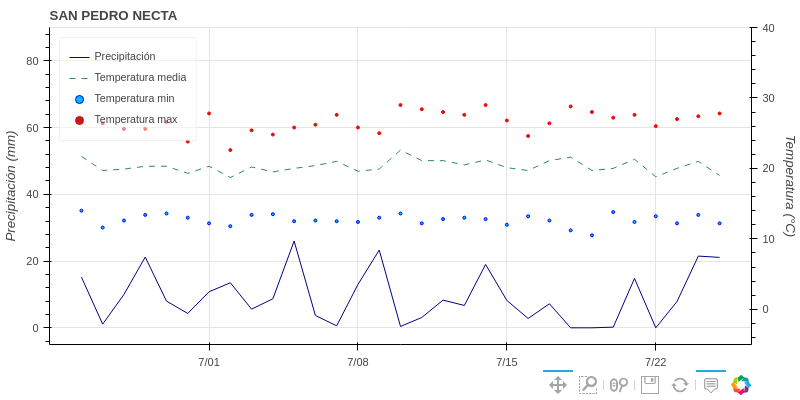 SAN PEDRO NECTA
Precipitación
Temperatura media
Temperatura min
Temperatura max
Precipitación (mm)
80
60
40
20
0
Temperatura (°C)
40
30
20
10
0
7/01
7/08
7/15
7/22